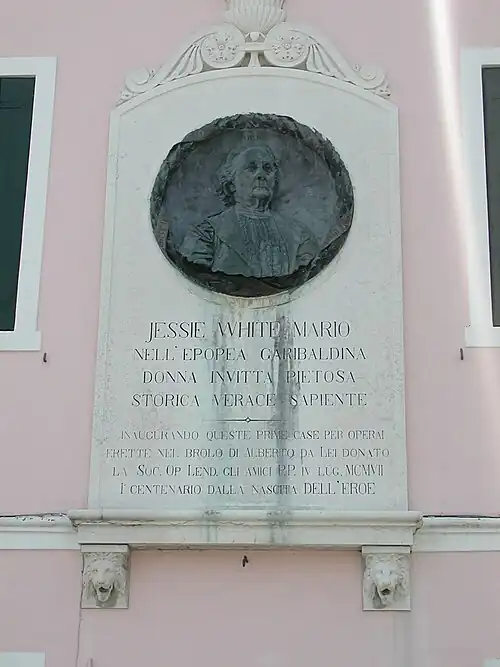 JESSIE WHITE MARIO
NELL'EPOPEA GARIBALDINA
DONNA INVITTA PIETOSA
STORICA VERACE SAPIENTE
INAUGURANDO QUESTE PRIME CASE PER OPERAI
ERETTE NEL BROLO DI ALBERTO DA LEI DONATO
LA SOC. OP. LEND. GLI AMICI P.P. IV LUG. MCMVII
I° CENTENARIO DALLA NASCITA DELL'EROE